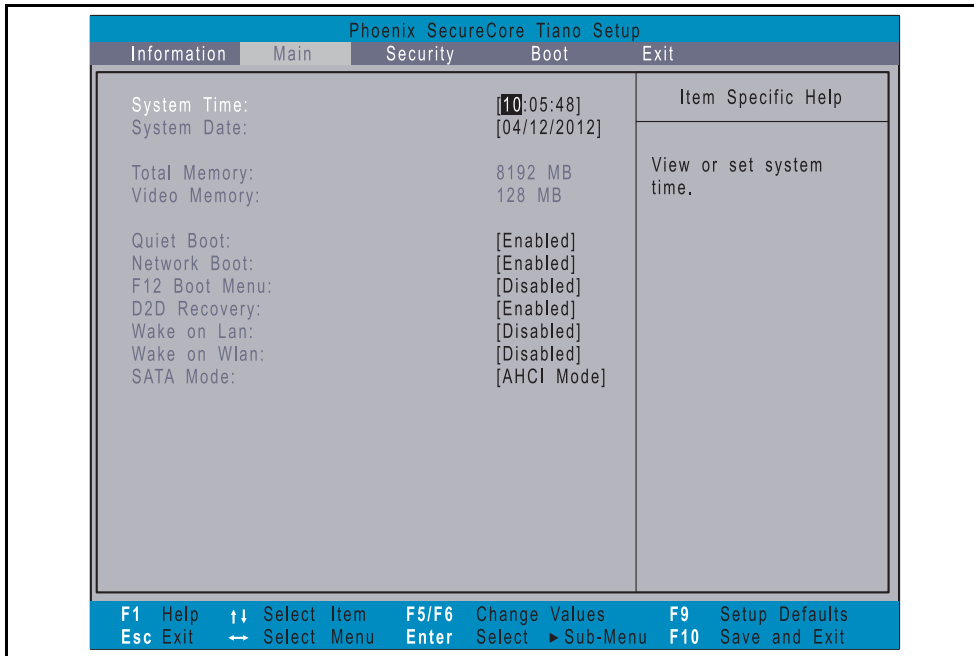 Phoenix SecureCore Tiano Setup
Information Main Security Boot Exit
System Time: [10:05:48]
System Date: [04/12/2012]
Total Memory: 8192 MB
Video Memory: 128 MB
Quiet Boot: [Enabled]
Network Boot: [Enabled]
F12 Boot Menu: [Disabled]
D2D Recovery: [Enabled]
Wake on Lan: [Disabled]
Wake on Wlan: [Disabled]
SATA Mode: [AHCI Mode]
Item Specific Help
View or set system
time.
F1 Help ↑↓ Select Item F5/F6 Change Values F9 Setup Defaults
Esc Exit ↔ Select Menu Enter Select ►Sub-Menu F10 Save and Exit